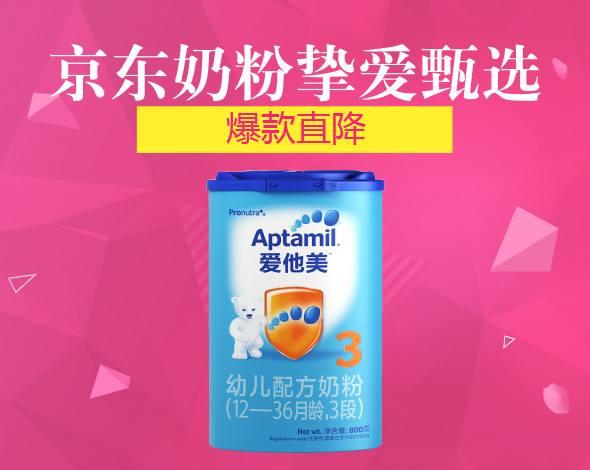 京东奶粉挚爱甄选
爆款直降
Pronutra+
Aptamil
爱他美
3
幼儿配方奶粉
(12—36月龄,3段)
Net wt. 净含量:800克